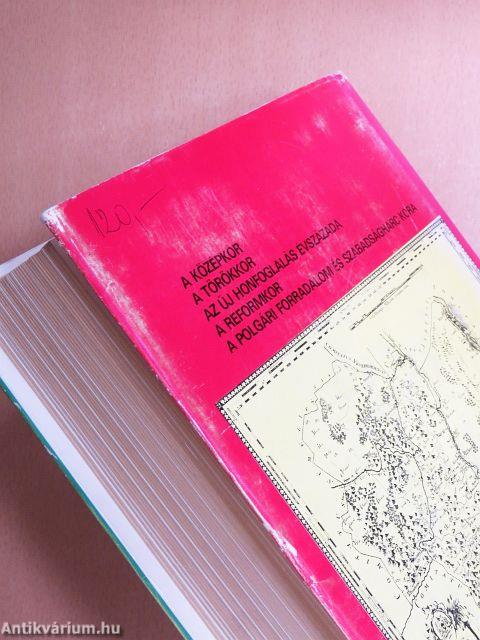 120,-
A KÖZÉPKOR
A TÖRÖKKOR
AZ ÚJ HONFOGLALÁS ÉVSZÁZADA
A REFORMKOR
A POLGÁRI FORRADALOM ÉS SZABADSÁGHARC KORA
Antikvárium.hu